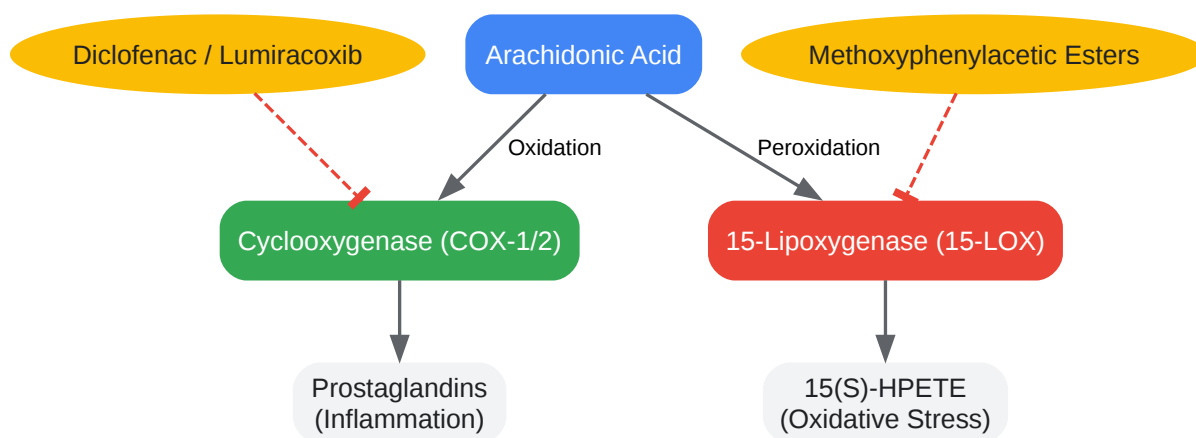 Diclofenac / Lumiracoxib
Arachidonic Acid
Methoxyphenylacetic Esters
Oxidation
Peroxidation
Cyclooxygenase (COX-1/2)
15-Lipoxygenase (15-LOX)
Prostaglandins
(Inflammation)
15(S)-HPETE
(Oxidative Stress)